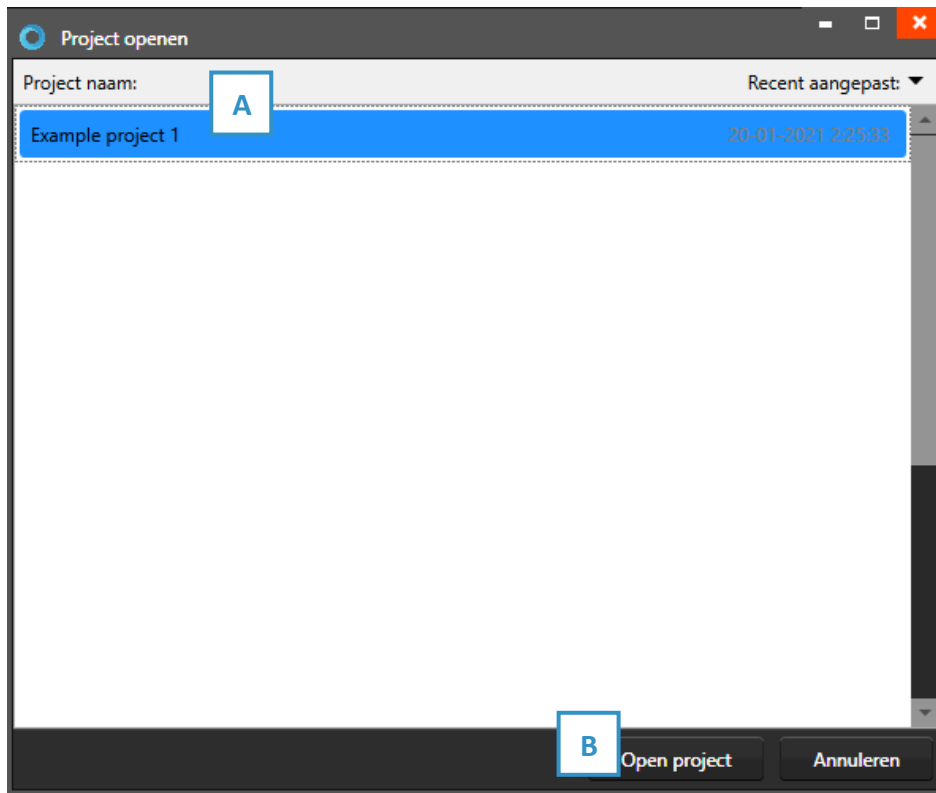 Project openen
Project naam: Recent aangepast:
A
Example project 1 20-01-2021 2:25:33
B
Open project Annuleren